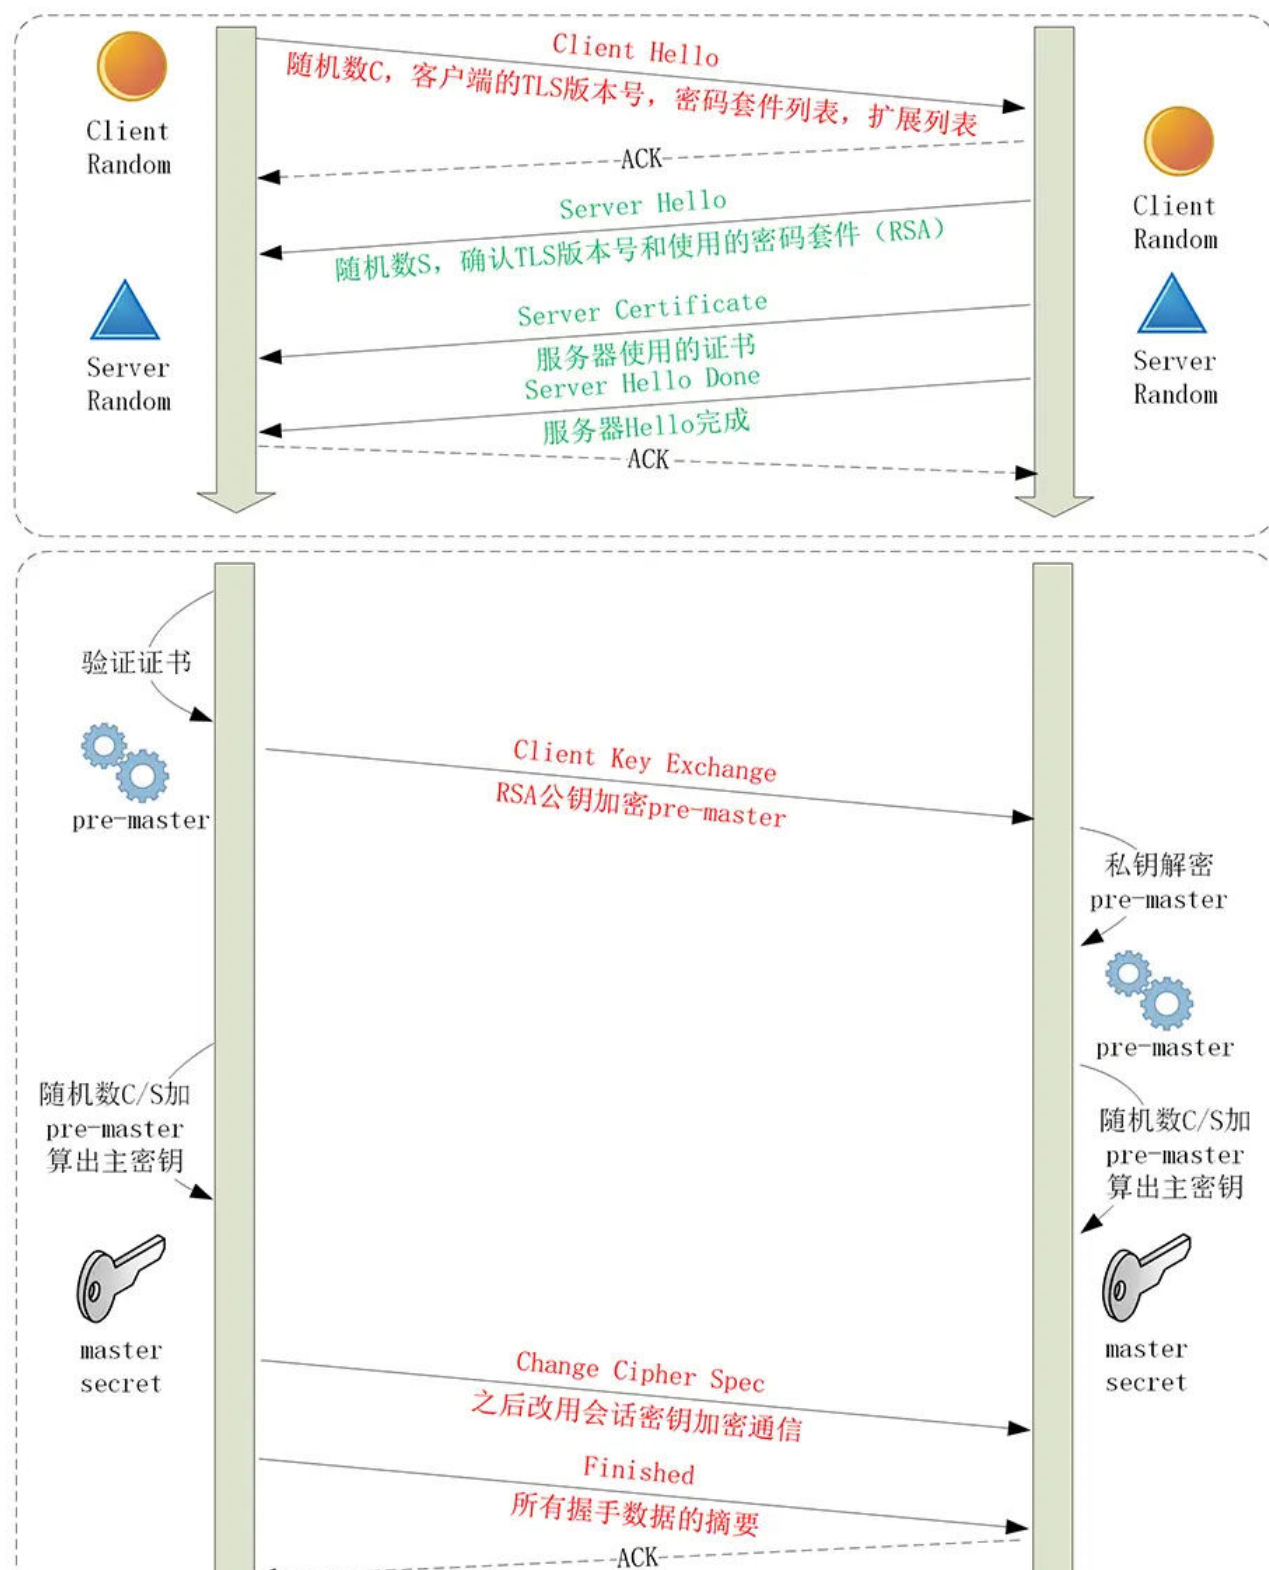 Client Hello
随机数C，客户端的TLS版本号，密码套件列表，扩展列表
Client
Random
ACK
Client
Random
Server Hello
随机数S，确认TLS版本号和使用的密码套件（RSA）
Server Certificate
服务器使用的证书
Server
Random
Server
Random
Server Hello Done
服务器Hello完成
ACK
验证证书
pre-master
Client Key Exchange
RSA公钥加密pre-master
私钥解密
pre-master
pre-master
随机数C/S加
pre-master
算出主密钥
随机数C/S加
pre-master
算出主密钥
master
secret
master
secret
Change Cipher Spec
之后改用会话密钥加密通信
Finished
所有握手数据的摘要
ACK